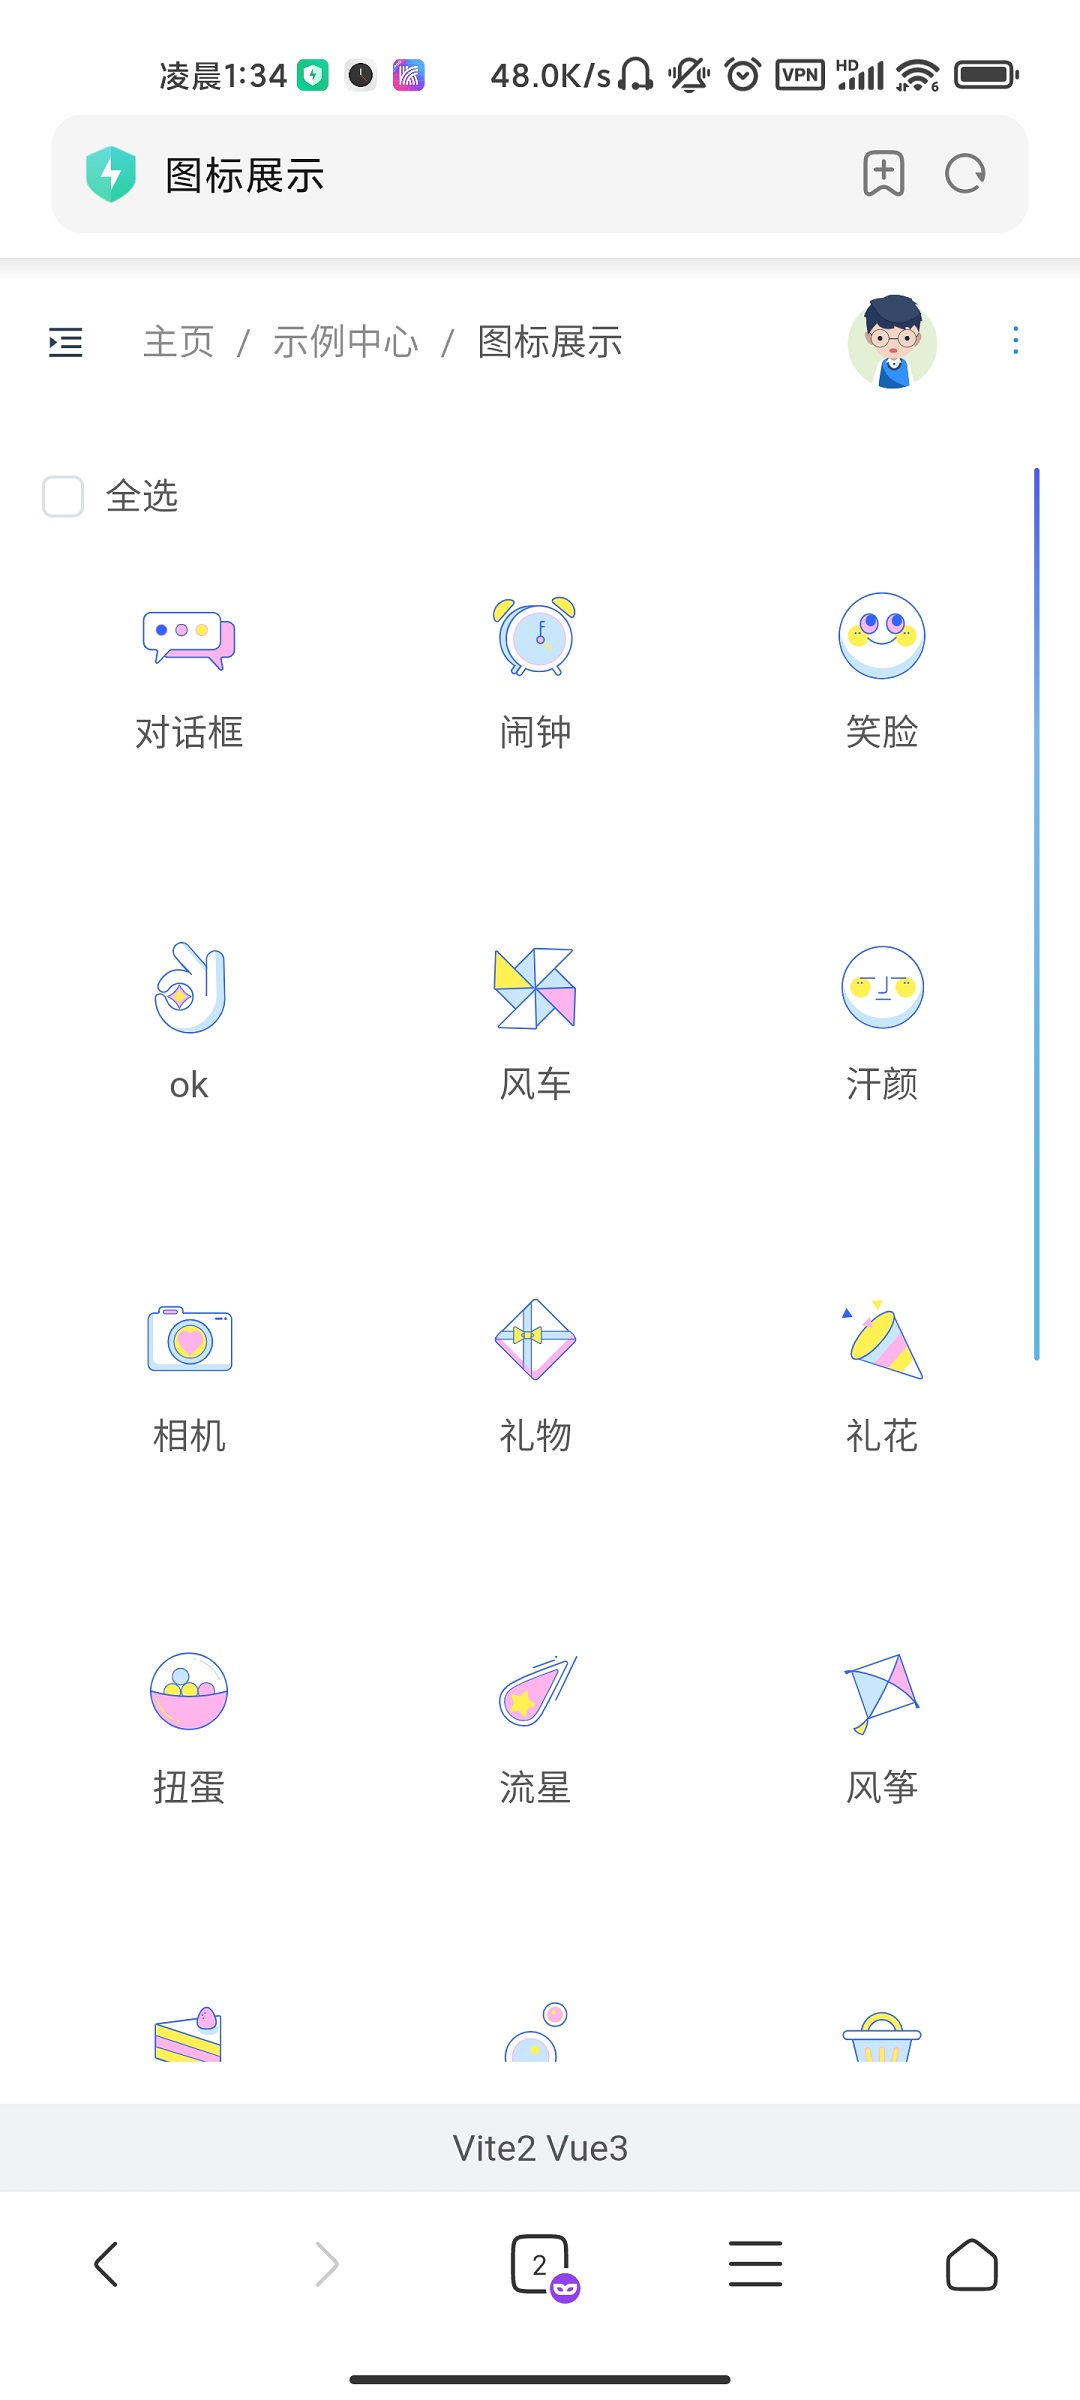 凌晨1:34 48.0K/s VPN HD 6
图标展示
主页 / 示例中心 / 图标展示
全选
对话框 闹钟 笑脸
ok 风车 汗颜
相机 礼物 礼花
扭蛋 流星 风筝
Vite2 Vue3
2